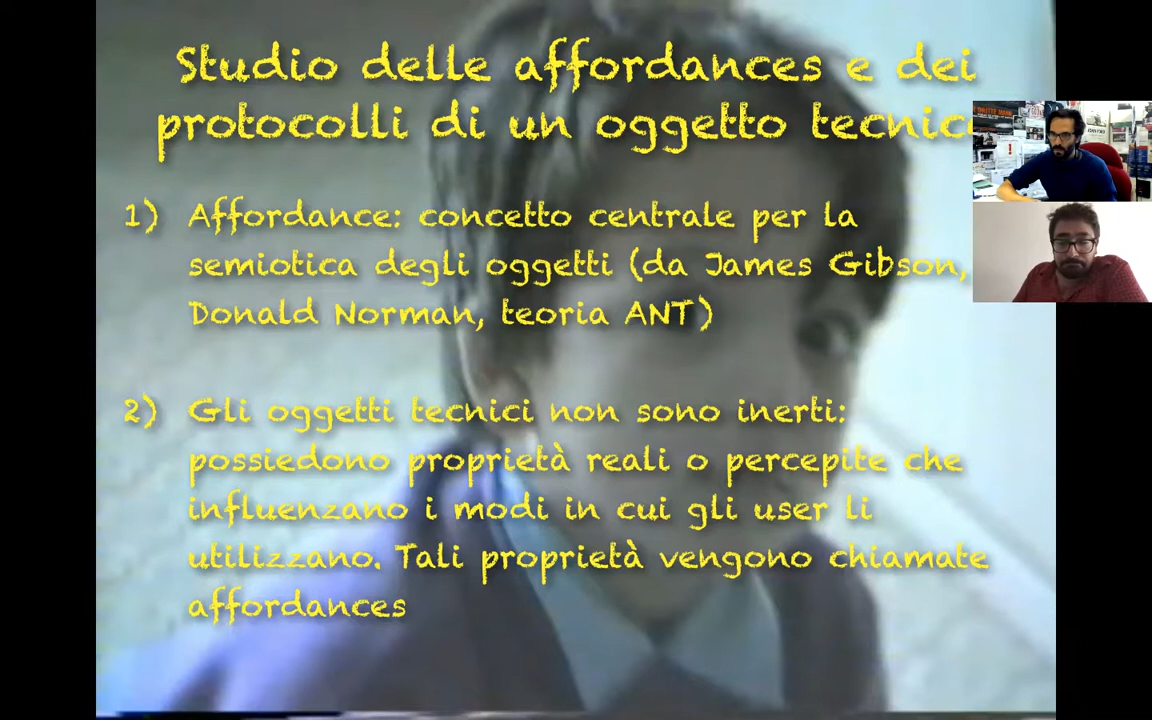 Studio delle affordances e dei
protocolli di un oggetto tecnico
1) Affordance: concetto centrale per la
semiotica degli oggetti (da James Gibson,
Donald Norman, teoria ANT)
2) Gli oggetti tecnici non sono inerti:
possiedono proprietà reali o percepite che
influenzano i modi in cui gli user li
utilizzano. Tali proprietà vengono chiamate
affordances